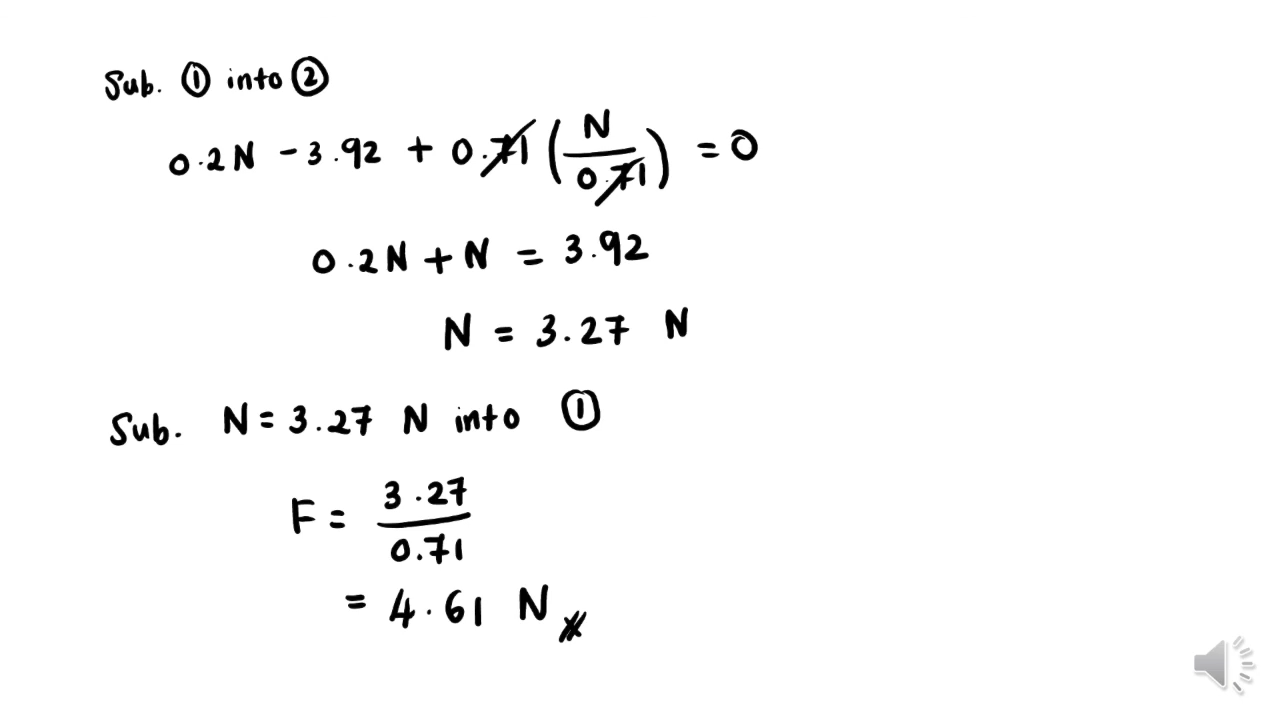 Sub. ① into ②
0.2N - 3.92 + 0.71 (N/0.71) = 0
0.2N + N = 3.92
N = 3.27 N
Sub. N = 3.27 N into ①
F = 3.27/0.71
= 4.61 N